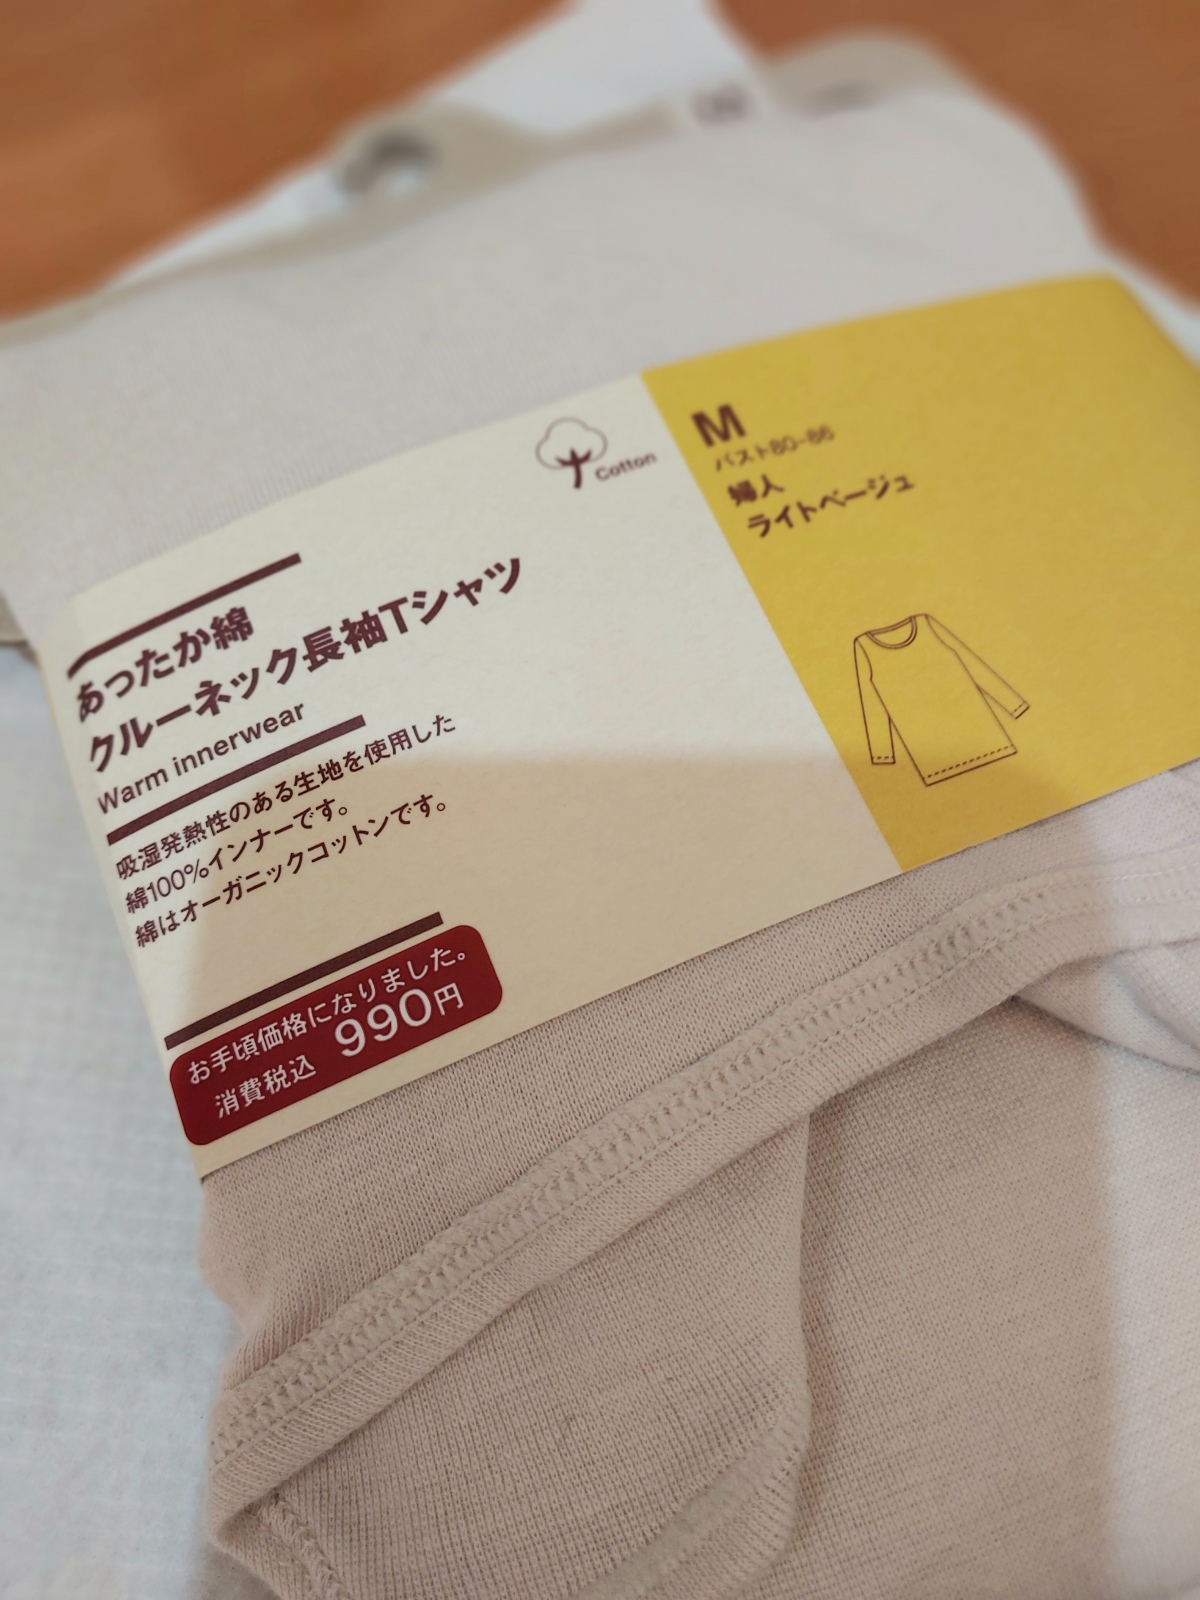 Cotton
あったか綿
クルーネック長袖Tシャツ
Warm innerwear
吸湿発熱性のある生地を使用した
綿100%インナーです。
綿はオーガニックコットンです。
お手頃価格になりました。
消費税込 990円
M
バスト80-86
婦人
ライトベージュ